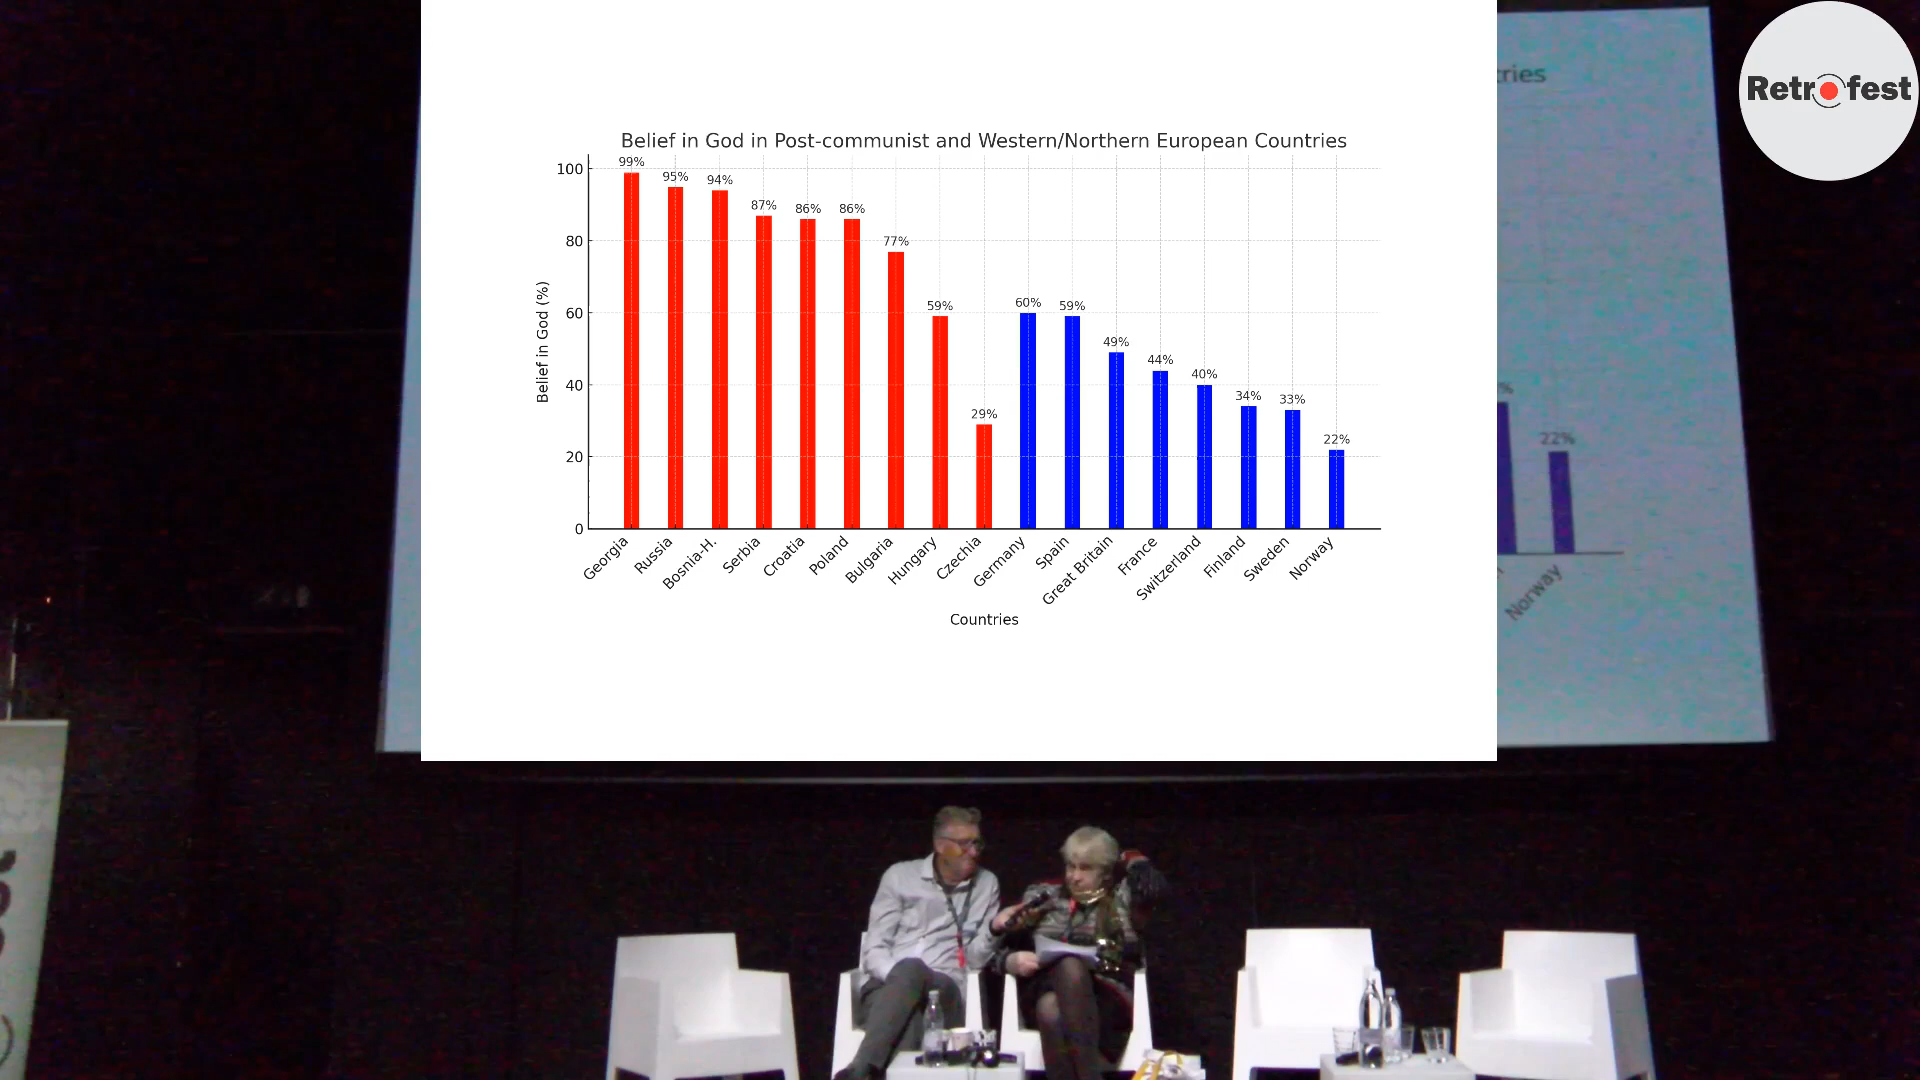 Belief in God in Post-communist and Western/Northern European Countries
Belief in God (%)
100
80
60
40
20
0
99%
95%
94%
87%
86%
86%
77%
59%
29%
60%
59%
49%
44%
40%
34%
33%
22%
Georgia
Russia
Bosnia-H.
Serbia
Croatia
Poland
Bulgaria
Hungary
Czechia
Germany
Spain
Great Britain
France
Switzerland
Finland
Sweden
Norway
Countries
tries
%
22%
Norway
Retrofest